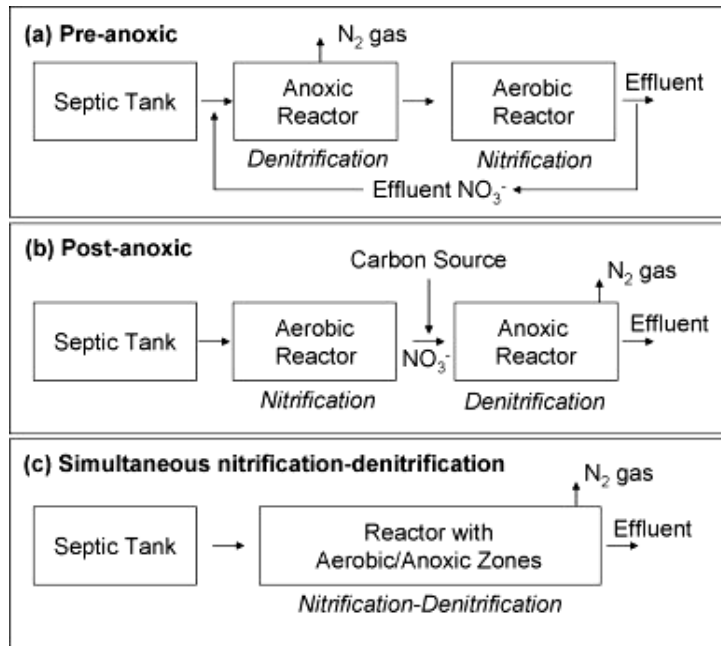 (a) Pre-anoxic
N₂ gas
Septic Tank
Anoxic
Reactor
Aerobic
Reactor
Effluent
Denitrification
Nitrification
Effluent NO₃⁻
(b) Post-anoxic
Carbon Source
N₂ gas
Septic Tank
Aerobic
Reactor
NO₃⁻
Anoxic
Reactor
Effluent
Nitrification
Denitrification
(c) Simultaneous nitrification-denitrification
N₂ gas
Septic Tank
Reactor with
Aerobic/Anoxic Zones
Effluent
Nitrification-Denitrification